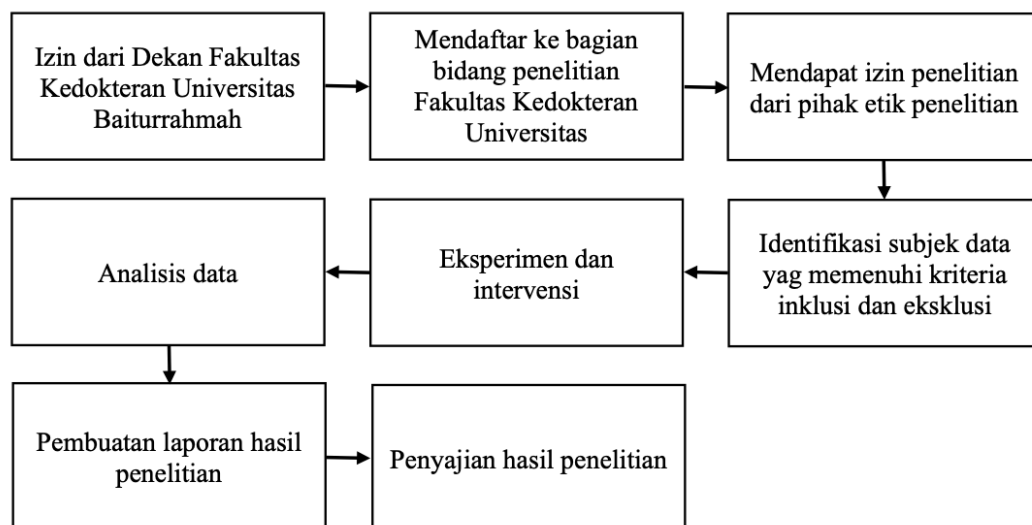 Izin dari Dekan Fakultas
Kedokteran Universitas
Baiturrahmah
Mendaftar ke bagian
bidang penelitian
Fakultas Kedokteran
Universitas
Mendapat izin penelitian
dari pihak etik penelitian
Identifikasi subjek data
yag memenuhi kriteria
inklusi dan eksklusi
Eksperimen dan
intervensi
Analisis data
Pembuatan laporan hasil
penelitian
Penyajian hasil penelitian